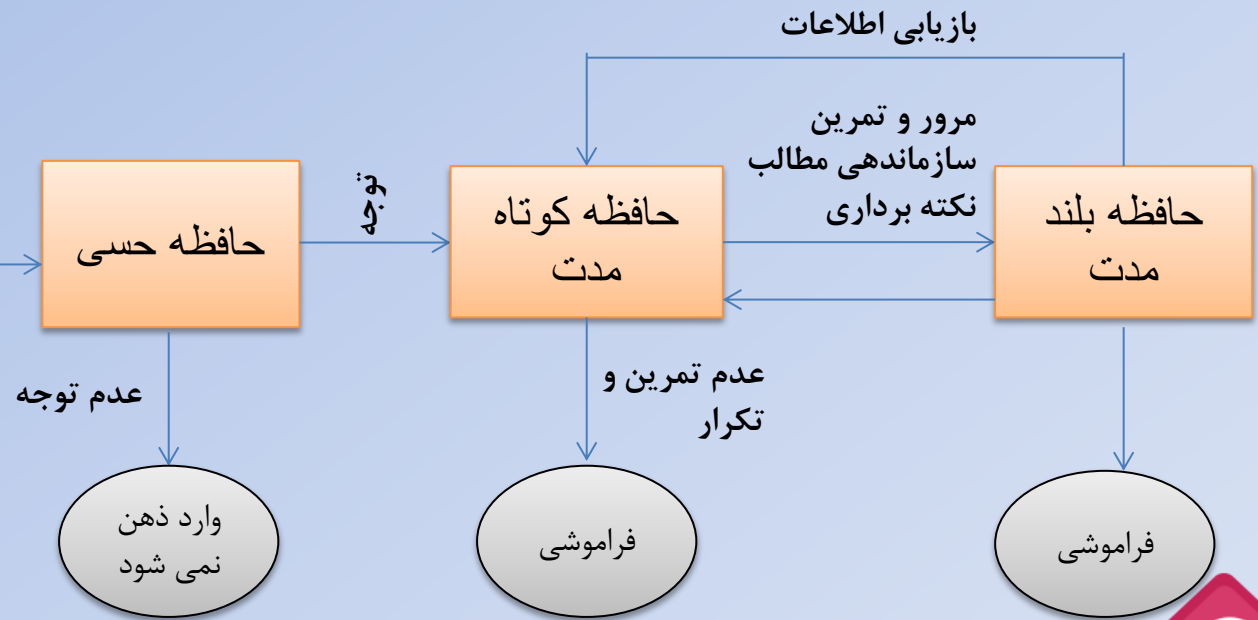 بازیابی اطلاعات
مرور و تمرین
سازماندهی مطالب
نکته برداری
حافظه حسی
توجه
حافظه کوتاه
مدت
حافظه بلند
مدت
عدم توجه
عدم تمرین و
تکرار
وارد ذهن
نمی شود
فراموشی
فراموشی